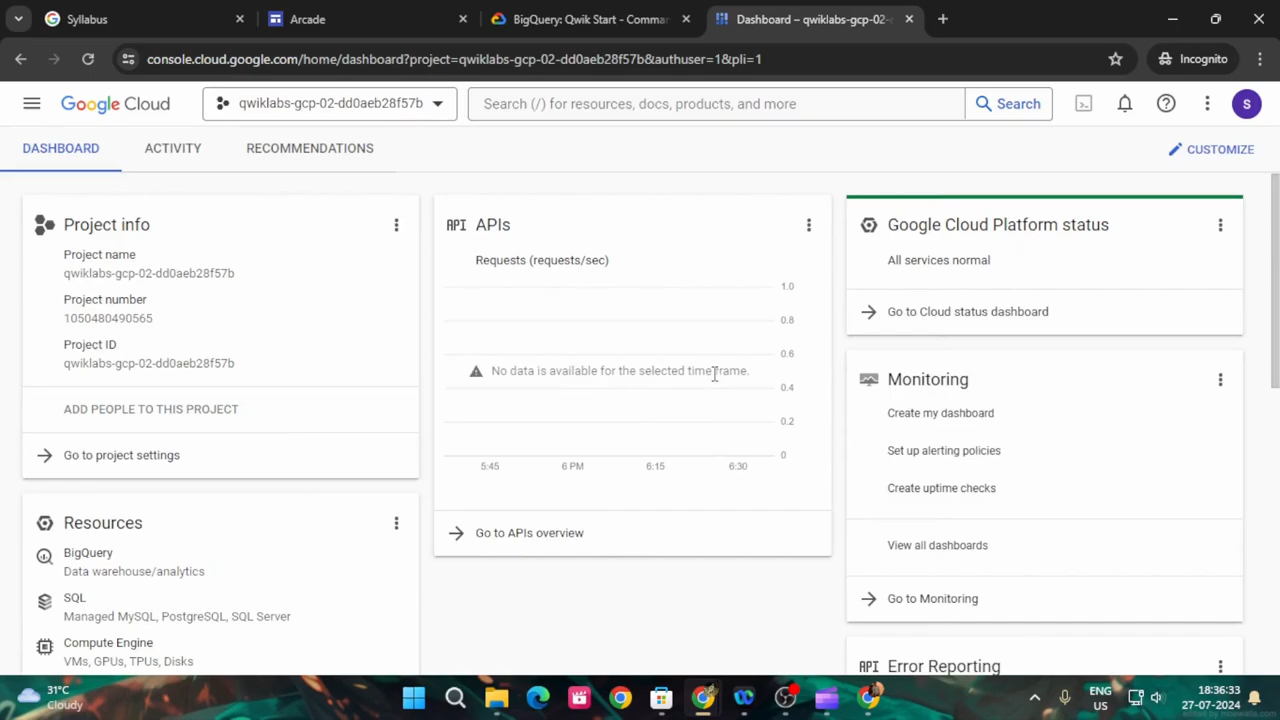 Syllabus
Arcade
BigQuery: Qwik Start - Comma
Dashboard – qwiklabs-gcp-02-
console.cloud.google.com/home/dashboard?project=qwiklabs-gcp-02-dd0aeb28f57b&authuser=1&pli=1
Incognito
Google Cloud
qwiklabs-gcp-02-dd0aeb28f57b
Search (/) for resources, docs, products, and more
Search
S
DASHBOARD
ACTIVITY
RECOMMENDATIONS
CUSTOMIZE
Project info
Project name
qwiklabs-gcp-02-dd0aeb28f57b
Project number
1050480490565
Project ID
qwiklabs-gcp-02-dd0aeb28f57b
ADD PEOPLE TO THIS PROJECT
Go to project settings
Resources
BigQuery
Data warehouse/analytics
SQL
Managed MySQL, PostgreSQL, SQL Server
Compute Engine
VMs, GPUs, TPUs, Disks
API APIs
Requests (requests/sec)
1.0
0.8
0.6
No data is available for the selected time frame.
0.4
0.2
0
5:45 6 PM 6:15 6:30
Go to APIs overview
Google Cloud Platform status
All services normal
Go to Cloud status dashboard
Monitoring
Create my dashboard
Set up alerting policies
Create uptime checks
View all dashboards
Go to Monitoring
API Error Reporting
31°C
Cloudy
ENG
US
18:36:33
27-07-2024